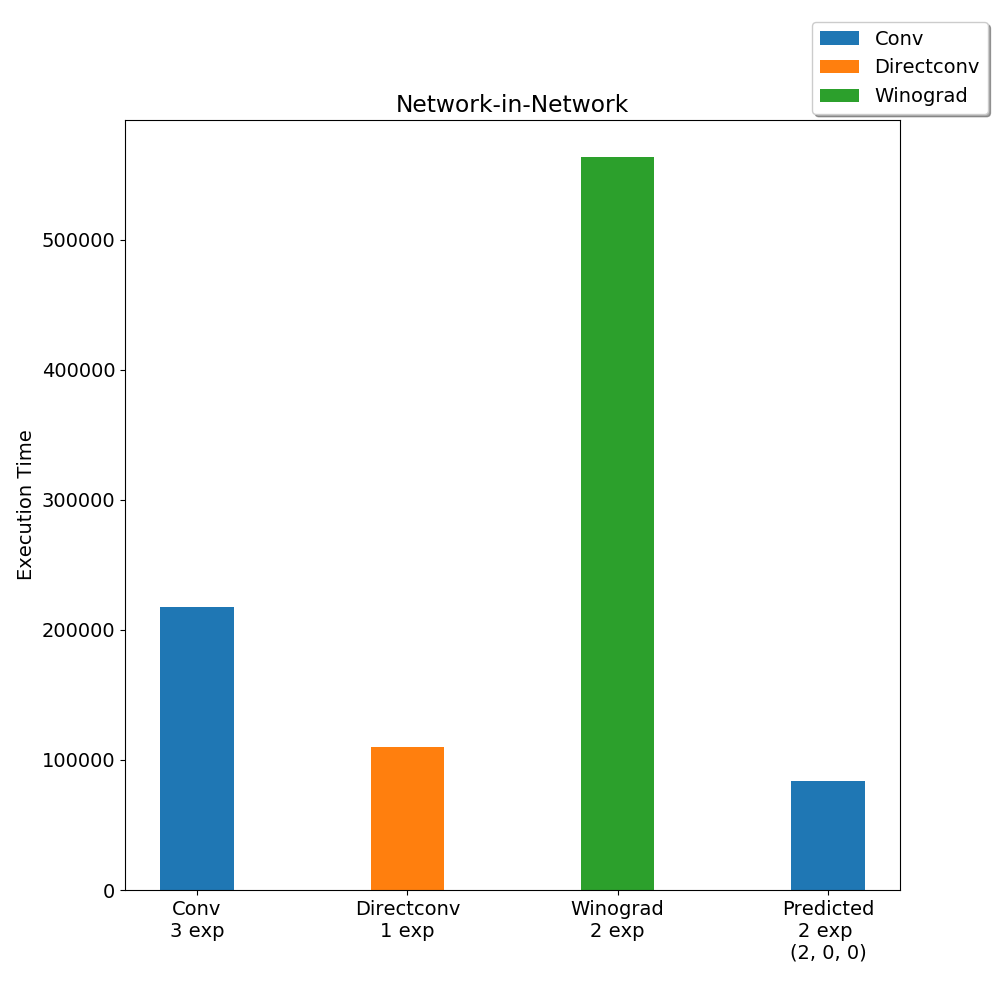 Conv
Directconv
Winograd
Network-in-Network
Execution Time
500000
400000
300000
200000
100000
0
Conv
3 exp
Directconv
1 exp
Winograd
2 exp
Predicted
2 exp
(2, 0, 0)